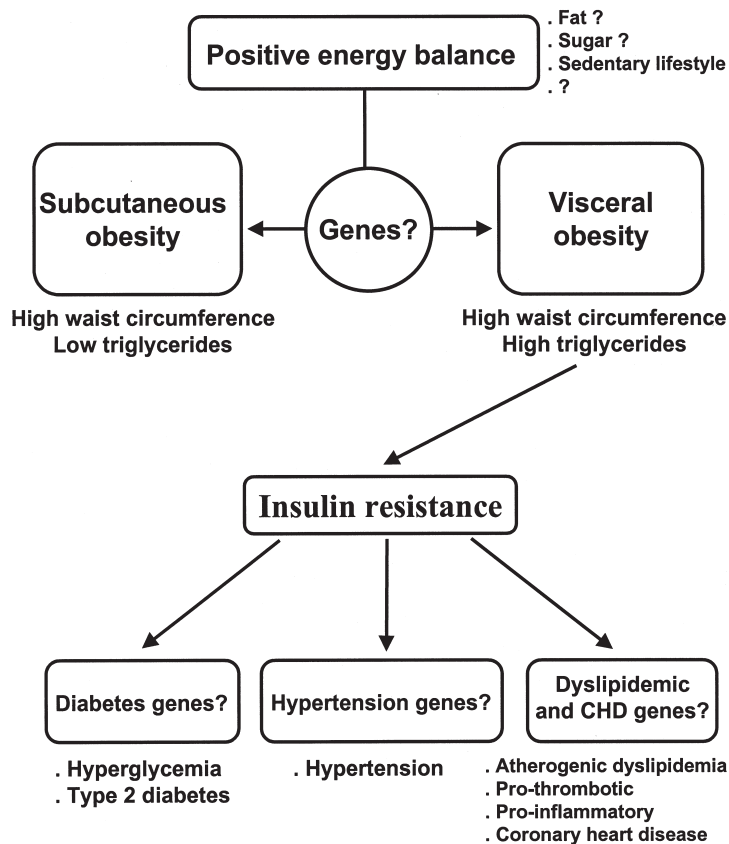 Positive energy balance
. Fat ?
. Sugar ?
. Sedentary lifestyle
. ?
Subcutaneous
obesity
Genes?
Visceral
obesity
High waist circumference
Low triglycerides
High waist circumference
High triglycerides
Insulin resistance
Diabetes genes?
Hypertension genes?
Dyslipidemic
and CHD genes?
. Hyperglycemia
. Type 2 diabetes
. Hypertension
. Atherogenic dyslipidemia
. Pro-thrombotic
. Pro-inflammatory
. Coronary heart disease